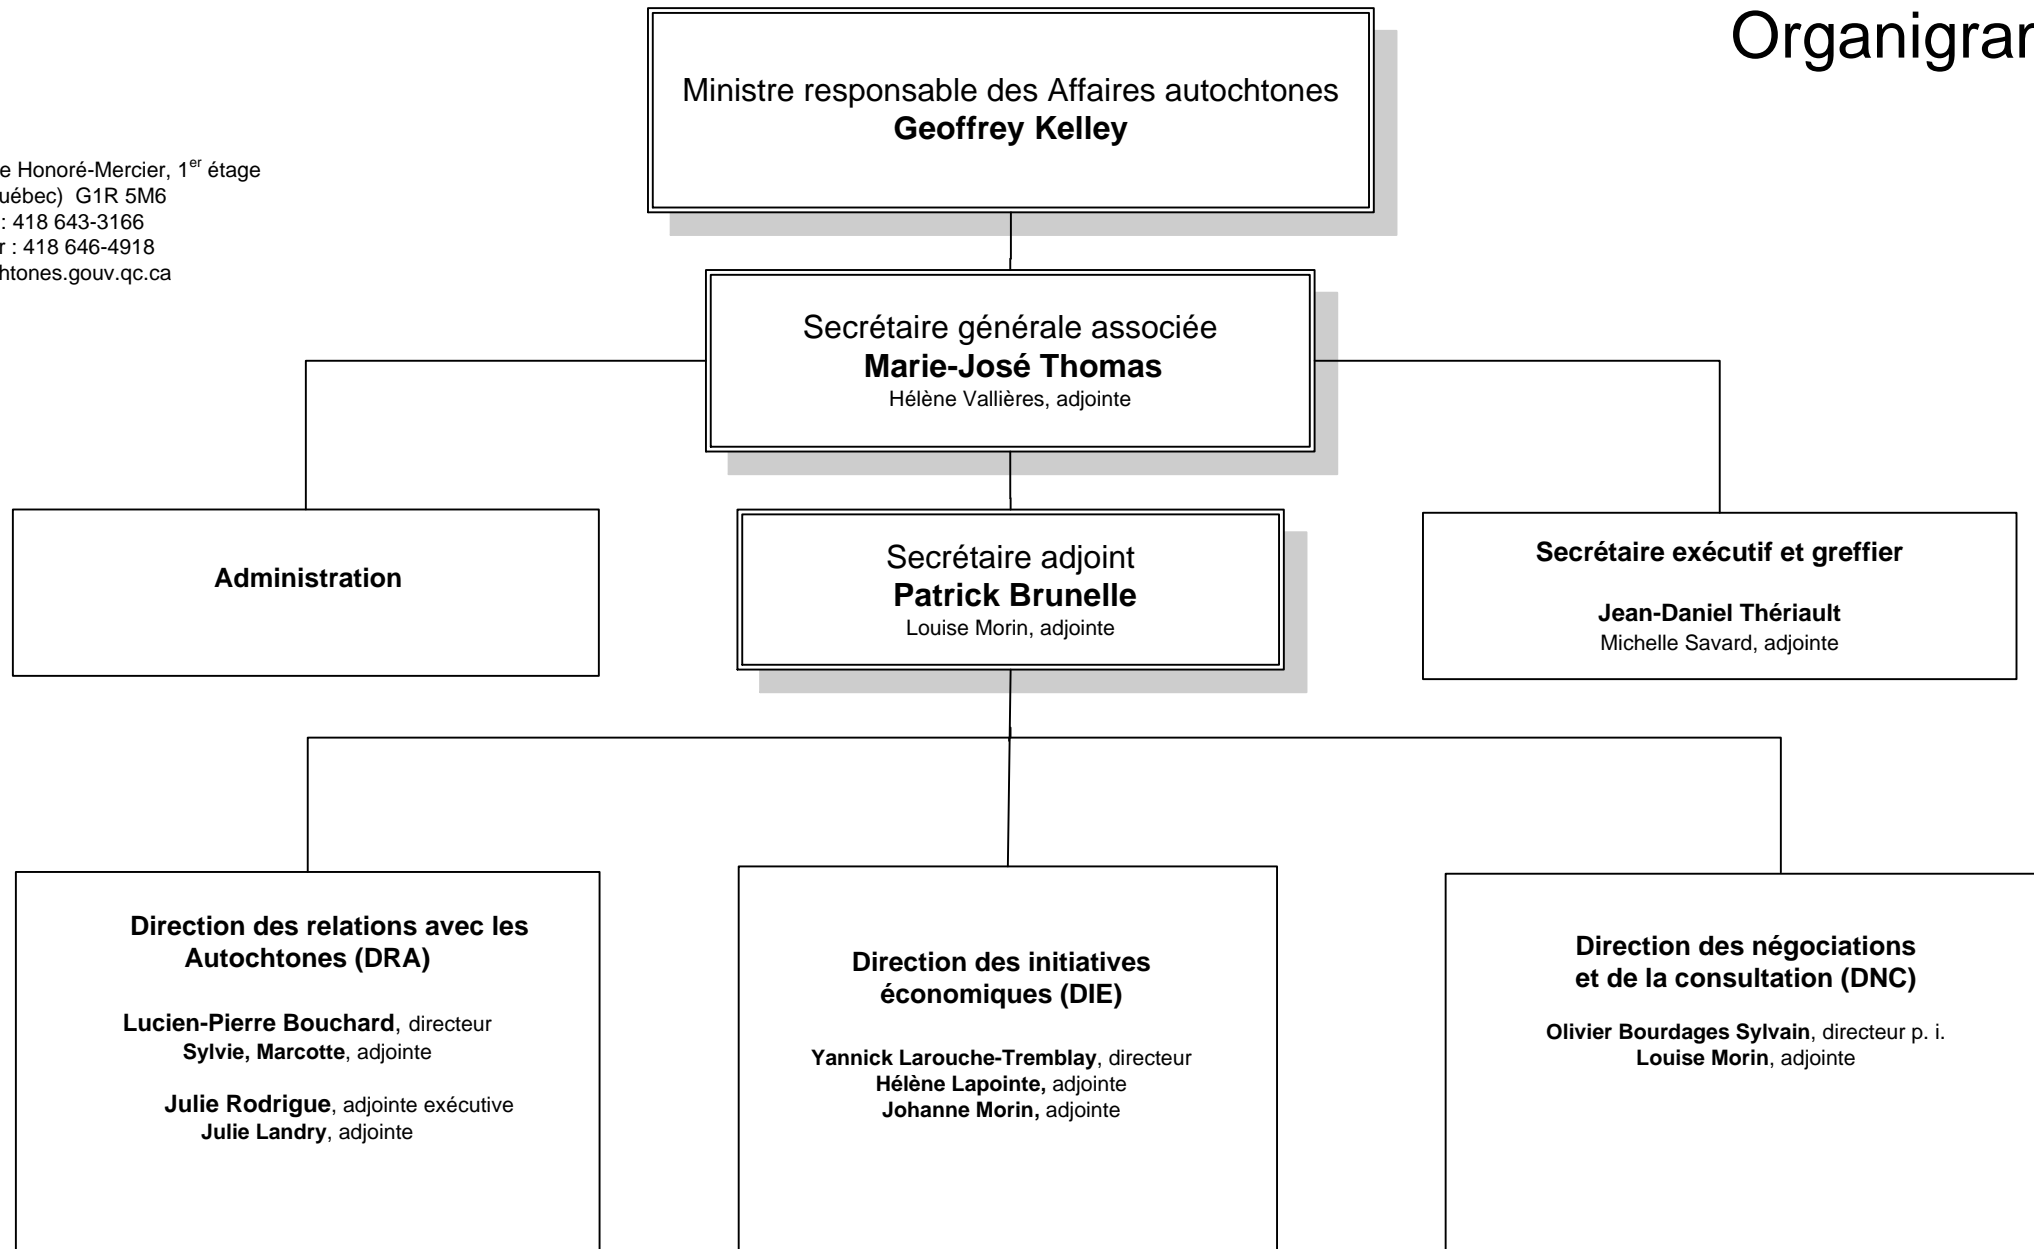 Organigram
Ministre responsable des Affaires autochtones
Geoffrey Kelley
e Honoré-Mercier, 1er étage
uébec) G1R 5M6
: 418 643-3166
r : 418 646-4918
htones.gouv.qc.ca
Secrétaire générale associée
Marie-José Thomas
Hélène Vallières, adjointe
Administration
Secrétaire adjoint
Patrick Brunelle
Louise Morin, adjointe
Secrétaire exécutif et greffier
Jean-Daniel Thériault
Michelle Savard, adjointe
Direction des relations avec les
Autochtones (DRA)
Lucien-Pierre Bouchard, directeur
Sylvie, Marcotte, adjointe
Julie Rodrigue, adjointe exécutive
Julie Landry, adjointe
Direction des initiatives
économiques (DIE)
Yannick Larouche-Tremblay, directeur
Hélène Lapointe, adjointe
Johanne Morin, adjointe
Direction des négociations
et de la consultation (DNC)
Olivier Bourdages Sylvain, directeur p. i.
Louise Morin, adjointe